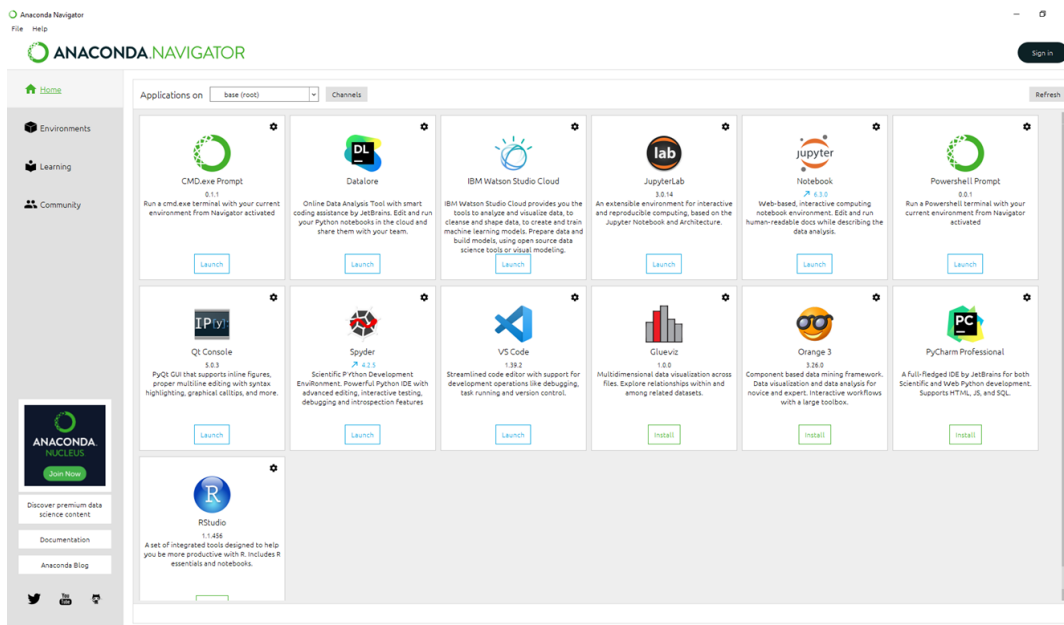 Anaconda Navigator
File Help
ANACONDA.NAVIGATOR
Sign in
Home
Environments
Learning
Community
ANACONDA.
NUCLEUS
Join Now
Discover premium data
science content
Documentation
Anaconda Blog
You
Tube
Applications on base (root) Channels
Refresh
CMD.exe Prompt
0.1.1
Run a cmd.exe terminal with your current
environment from Navigator activated
Launch
DL
Datalore
Online Data Analysis Tool with smart
coding assistance by JetBrains. Edit and run
your Python notebooks in the cloud and
share them with your team.
Launch
IBM Watson Studio Cloud
IBM Watson Studio Cloud provides you the
tools to analyze and visualize data, to
cleanse and shape data, to create and train
machine learning models. Prepare data and
build models, using open source data
science tools or visual modeling.
Launch
lab
JupyterLab
3.0.14
An extensible environment for interactive
and reproducible computing, based on the
Jupyter Notebook and Architecture.
Launch
jupyter
Notebook
6.3.0
Web-based, interactive computing
notebook environment. Edit and run
human-readable docs while describing the
data analysis.
Launch
Powershell Prompt
0.0.1
Run a Powershell terminal with your
current environment from Navigator
activated
Launch
IP[y]:
Qt Console
5.0.3
PyQt GUI that supports inline figures,
proper multiline editing with syntax
highlighting, graphical calltips, and more.
Launch
Spyder
4.2.5
Scientific PYthon Development
EnviRonment. Powerful Python IDE with
advanced editing, interactive testing,
debugging and introspection features
Launch
VS Code
1.39.2
Streamlined code editor with support for
development operations like debugging,
task running and version control.
Launch
Glueviz
1.0.0
Multidimensional data visualization across
files. Explore relationships within and
among related datasets.
Install
Orange 3
3.26.0
Component based data mining framework.
Data visualization and data analysis for
novice and expert. Interactive workflows
with a large toolbox.
Install
PC
PyCharm Professional
A full-fledged IDE by JetBrains for both
Scientific and Web Python development.
Supports HTML, JS, and SQL.
Install
R
RStudio
1.1.456
A set of integrated tools designed to help
you be more productive with R. Includes R
essentials and notebooks.